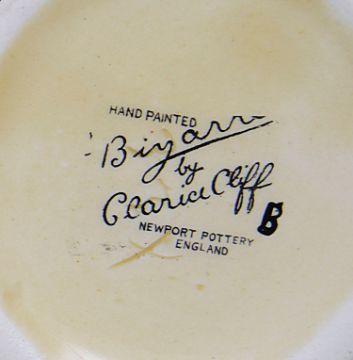 HAND PAINTED
Bizarre
by
Clarice Cliff
B
NEWPORT POTTERY
ENGLAND